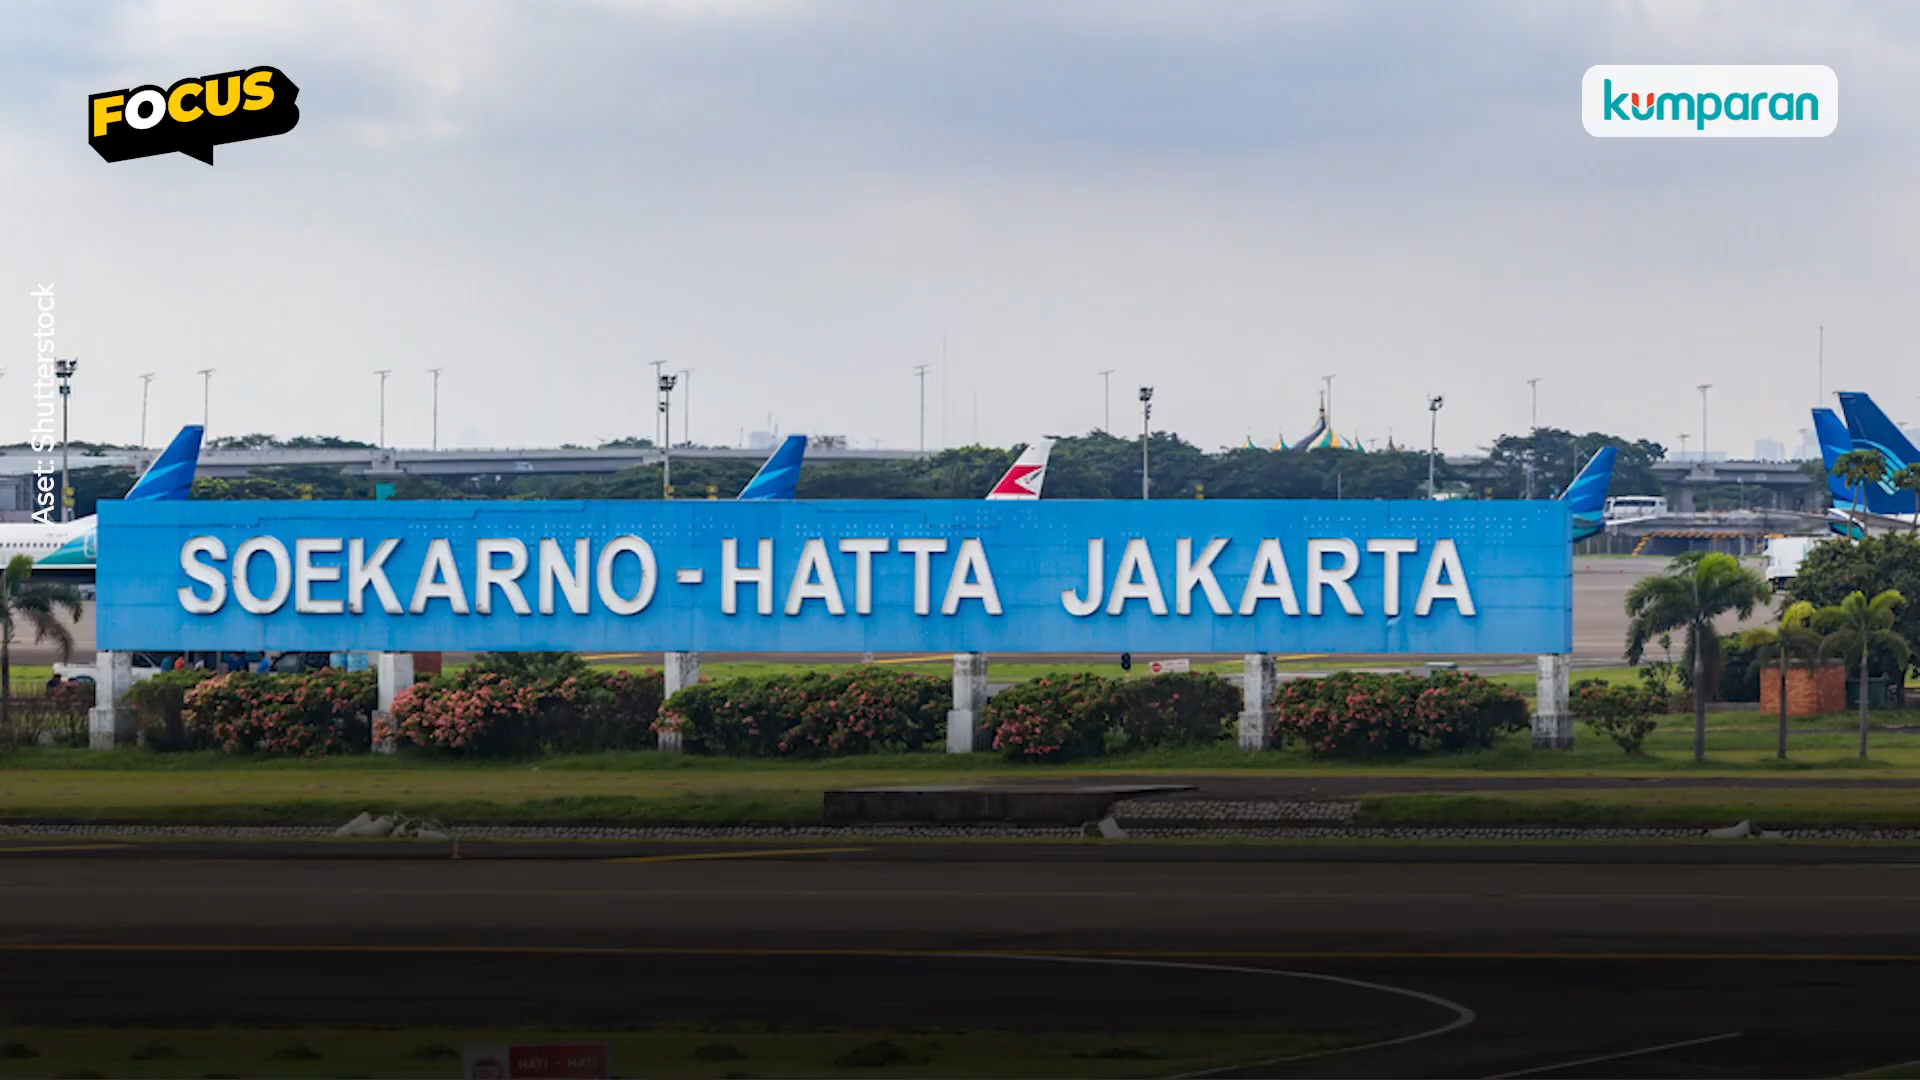 FOCUS
kumparan
Aset: Shutterstock
SOEKARNO-HATTA JAKARTA
HATI - HATI